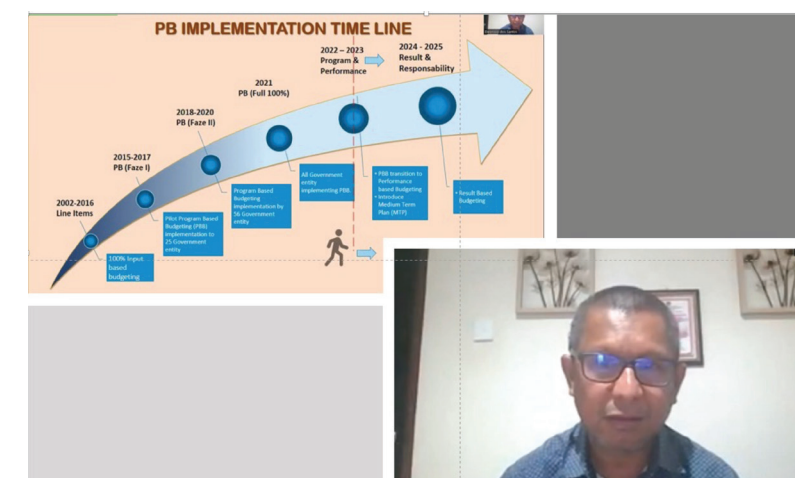 PB IMPLEMENTATION TIME LINE
2002-2016
Line Items
100% Input
based
budgeting
2015-2017
PB (Faze I)
Pilot Program Based
Budgeting (PBB)
implementation to
25 Government
entity
2018-2020
PB (Faze II)
Program Based
Budgeting
implementation by
56 Government
entity
2021
PB (Full 100%)
All Government
entity
implementing PBB.
2022 – 2023
Program &
Performance
• PBB transition to
Performance
based Budgeting
• Introduce
Medium Term
Plan (MTP)
2024 - 2025
Result &
Responsability
• Result Based
Budgeting